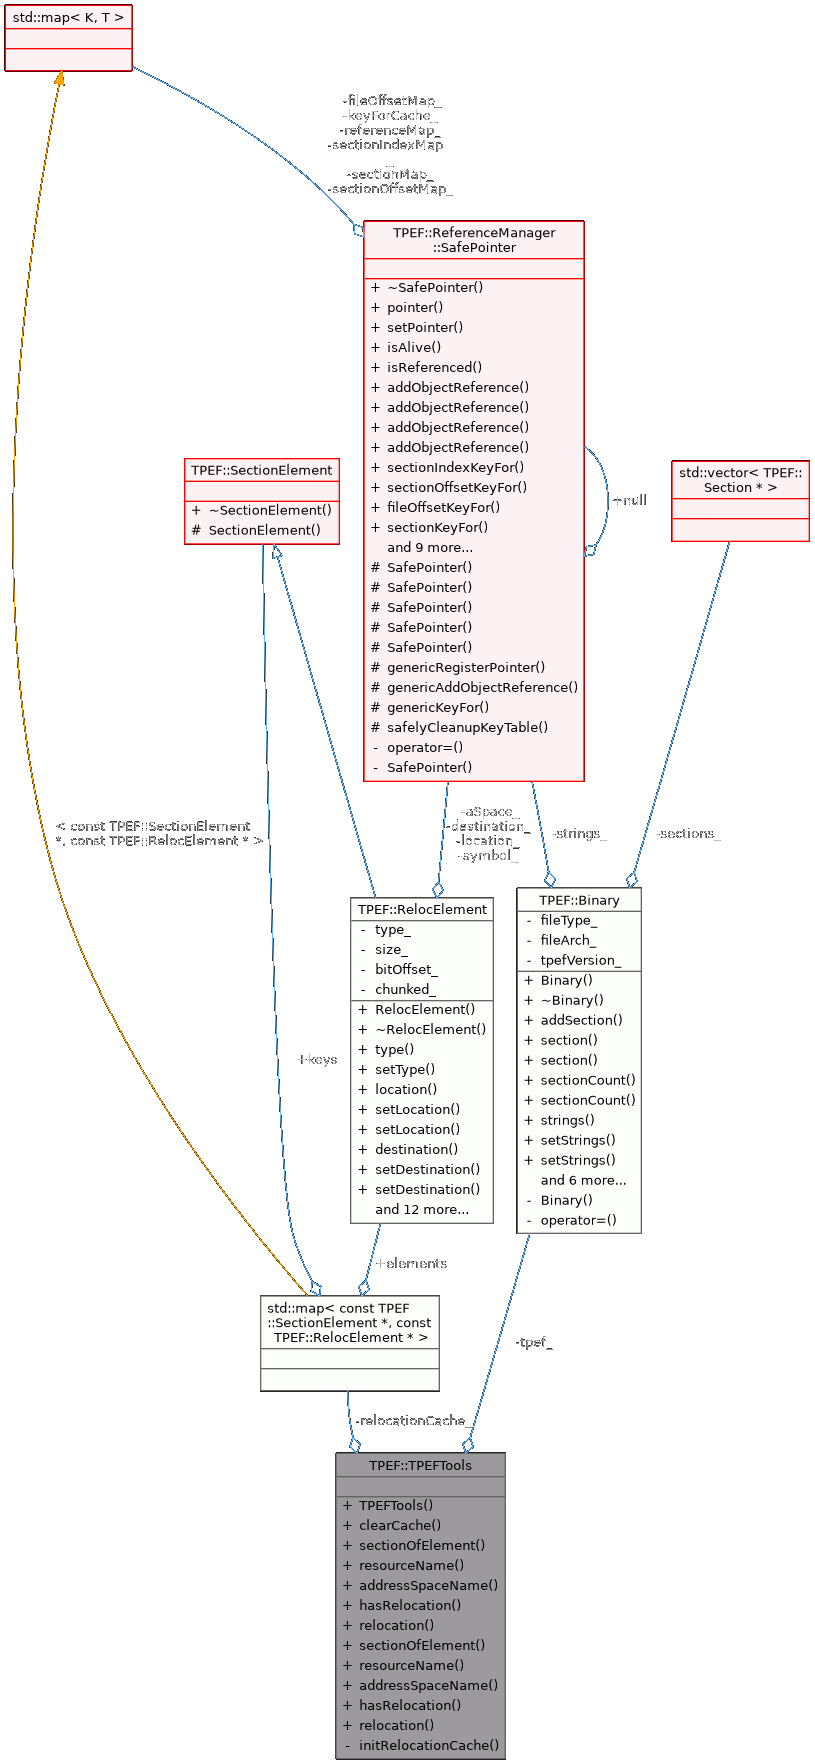 std::map< K, T >
-fileOffsetMap_
-keyForCache_
-referenceMap_
-sectionIndexMap
_
-sectionMap_
-sectionOffsetMap_
TPEF::ReferenceManager
::SafePointer
+ ~SafePointer()
+ pointer()
+ setPointer()
+ isAlive()
+ isReferenced()
+ addObjectReference()
+ addObjectReference()
+ addObjectReference()
+ addObjectReference()
+ sectionIndexKeyFor()
+ sectionOffsetKeyFor()
+ fileOffsetKeyFor()
+ sectionKeyFor()
and 9 more...
# SafePointer()
# SafePointer()
# SafePointer()
# SafePointer()
# SafePointer()
# genericRegisterPointer()
# genericAddObjectReference()
# genericKeyFor()
# safelyCleanupKeyTable()
- operator=()
- SafePointer()
+null
TPEF::SectionElement
+ ~SectionElement()
# SectionElement()
std::vector< TPEF::
Section * >
< const TPEF::SectionElement
*, const TPEF::RelocElement * >
-aSpace_
-destination_
-location_
-symbol_
-strings_
-sections_
TPEF::RelocElement
- type_
- size_
- bitOffset_
- chunked_
+ RelocElement()
+ ~RelocElement()
+ type()
+ setType()
+ location()
+ setLocation()
+ setLocation()
+ destination()
+ setDestination()
+ setDestination()
and 12 more...
TPEF::Binary
- fileType_
- fileArch_
- tpefVersion_
+ Binary()
+ ~Binary()
+ addSection()
+ section()
+ section()
+ sectionCount()
+ sectionCount()
+ strings()
+ setStrings()
+ setStrings()
and 6 more...
- Binary()
- operator=()
+keys
+elements
std::map< const TPEF
::SectionElement *, const
TPEF::RelocElement * >
-tpef_
-relocationCache_
TPEF::TPEFTools
+ TPEFTools()
+ clearCache()
+ sectionOfElement()
+ resourceName()
+ addressSpaceName()
+ hasRelocation()
+ relocation()
+ sectionOfElement()
+ resourceName()
+ addressSpaceName()
+ hasRelocation()
+ relocation()
- initRelocationCache()